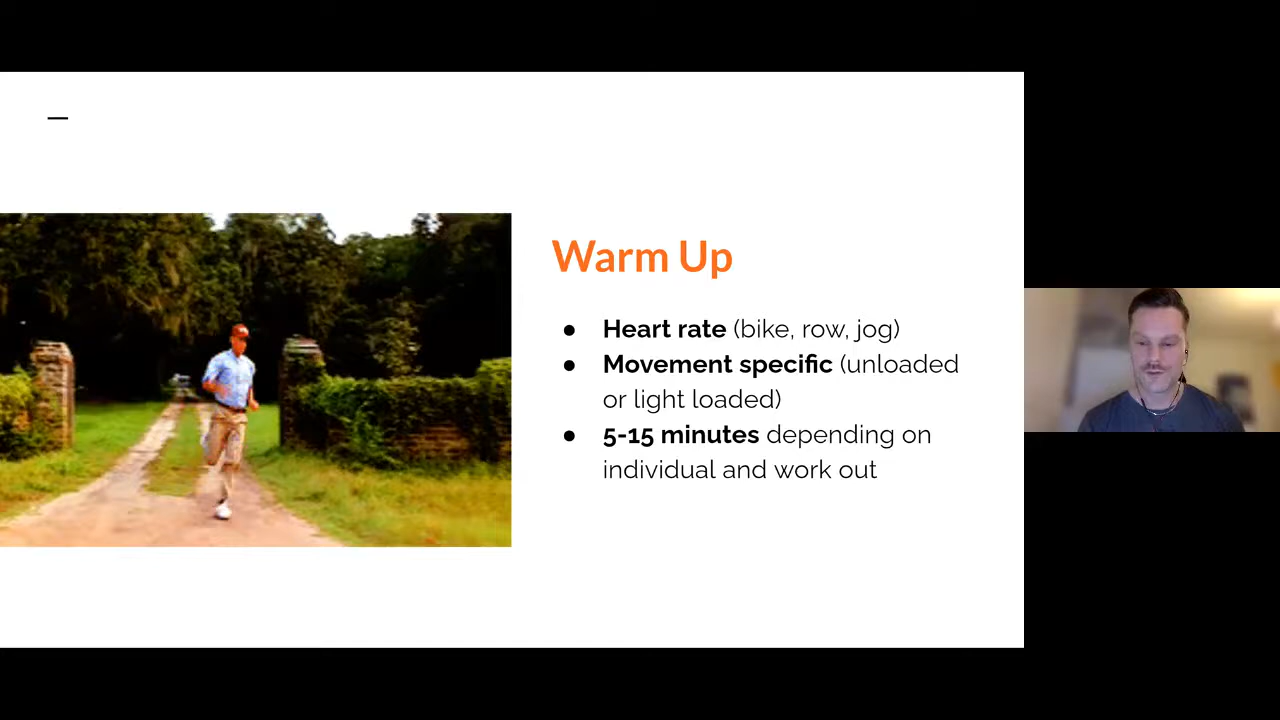 Warm Up
● Heart rate (bike, row, jog)
● Movement specific (unloaded
or light loaded)
● 5-15 minutes depending on
individual and work out